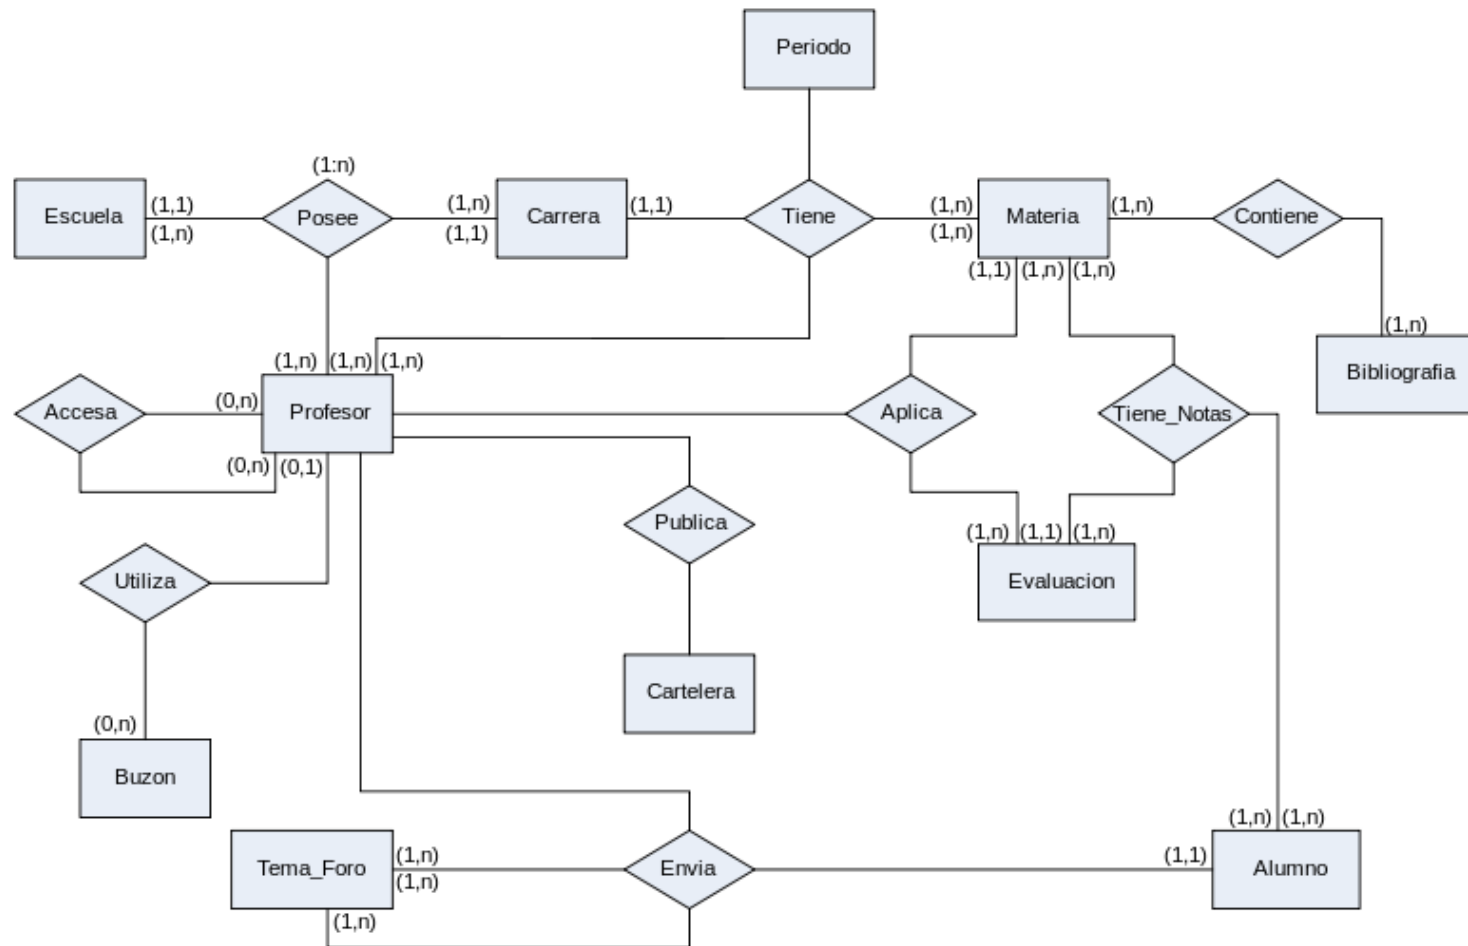 Periodo
(1:n)
Escuela
(1,1)
(1,n)
Posee
(1,n)
(1,1)
Carrera
(1,1)
Tiene
(1,n)
(1,n)
Materia
(1,n)
Contiene
(1,1)
(1,n)
(1,n)
(1,n)
(1,n)
(1,n)
(1,n)
Bibliografia
Accesa
(0,n)
Profesor
Aplica
Tiene_Notas
(0,n)
(0,1)
Publica
(1,n)
(1,1)
(1,n)
Utiliza
Evaluacion
Cartelera
(0,n)
Buzon
(1,n)
(1,n)
Tema_Foro
(1,n)
(1,n)
Envia
(1,1)
Alumno
(1,n)